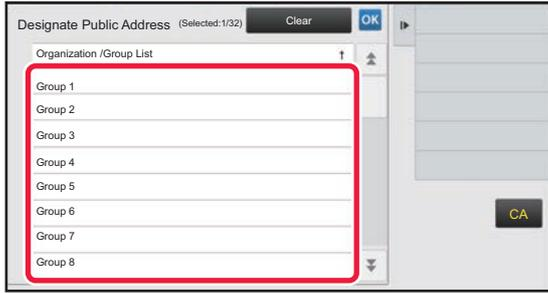 Designate Public Address (Selected:1/32) Clear OK
Organization /Group List ↑
Group 1
Group 2
Group 3
Group 4
Group 5
Group 6
Group 7
Group 8
CA